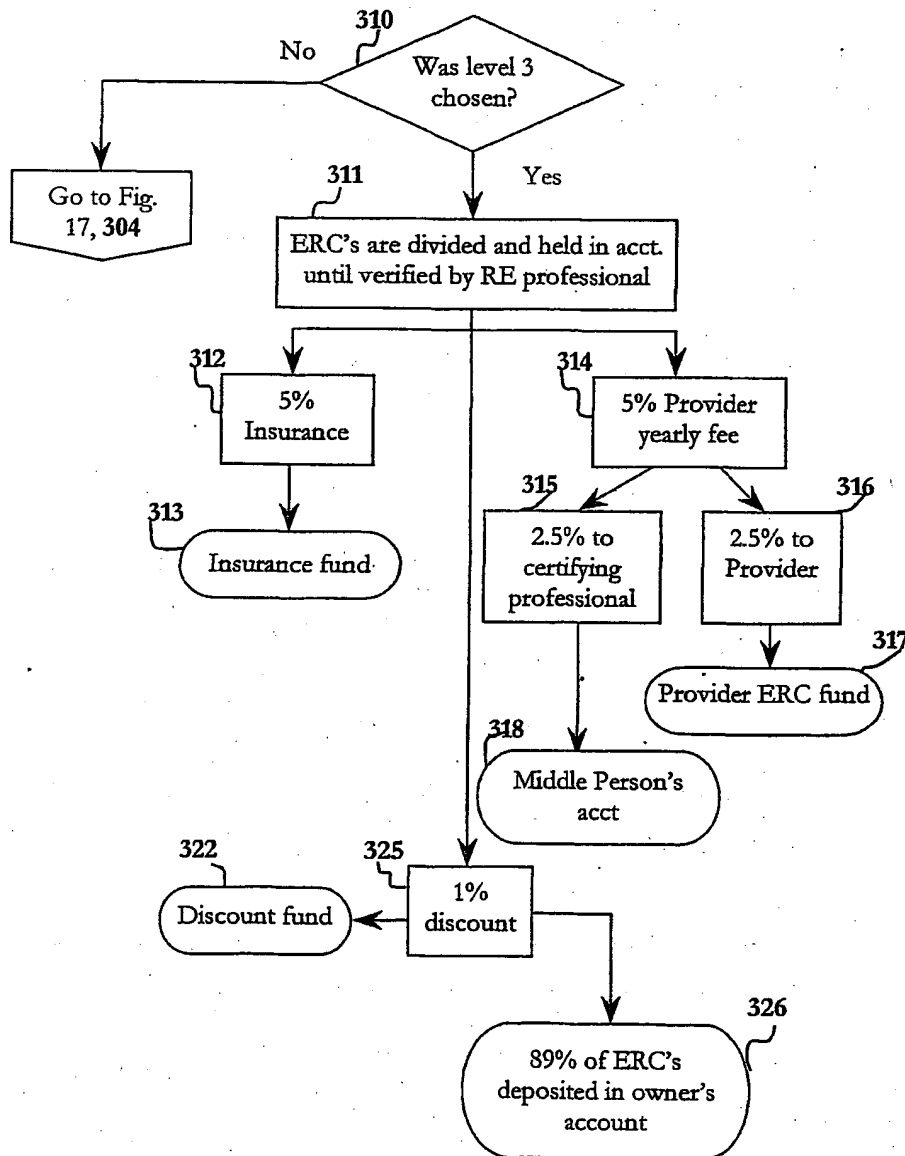 310
No
Was level 3
chosen?
Yes
Go to Fig.
17, 304
311
ERC's are divided and held in acct.
until verified by RE professional
312
5%
Insurance
314
5% Provider
yearly fee
313
Insurance fund
315
2.5% to
certifying
professional
316
2.5% to
Provider
317
Provider ERC fund
318
Middle Person's
acct
322
Discount fund
325
1%
discount
326
89% of ERC's
deposited in owner's
account